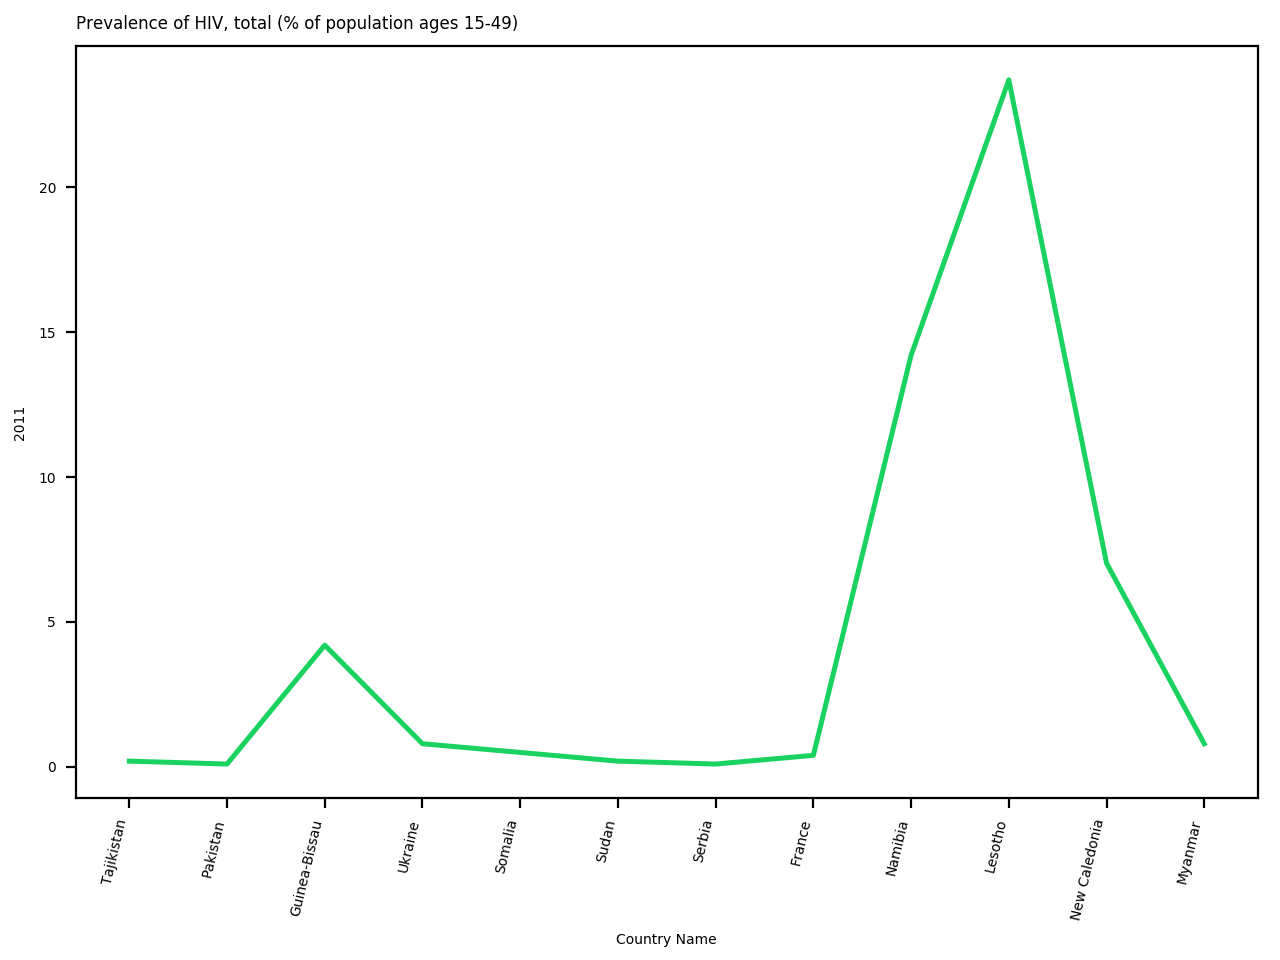 Prevalence of HIV, total (% of population ages 15-49)
2011
20
15
10
5
0
Tajikistan
Pakistan
Guinea-Bissau
Ukraine
Somalia
Sudan
Serbia
France
Namibia
Lesotho
New Caledonia
Myanmar
Country Name